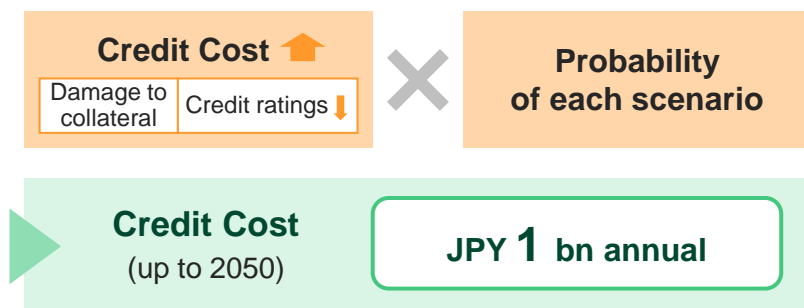 Credit Cost
Damage to
collateral
Credit ratings
Probability
of each scenario
Credit Cost
(up to 2050)
JPY 1 bn annual